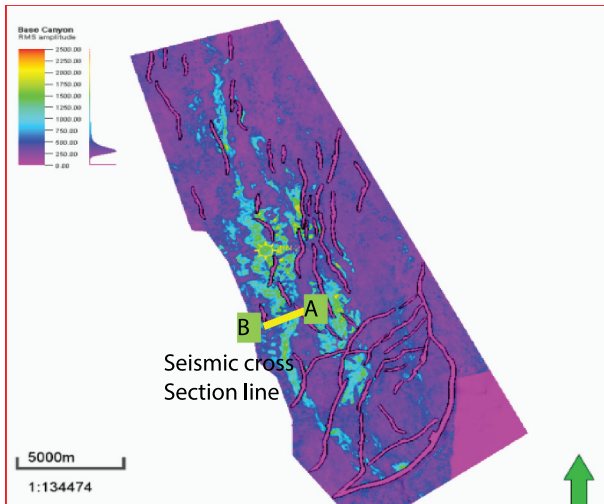 Base Canyon
RMS amplitude
2500.00
2250.00
2000.00
1750.00
1500.00
1250.00
1000.00
750.00
500.00
250.00
0.00
A
B
Seismic cross
Section line
5000m
1:134474